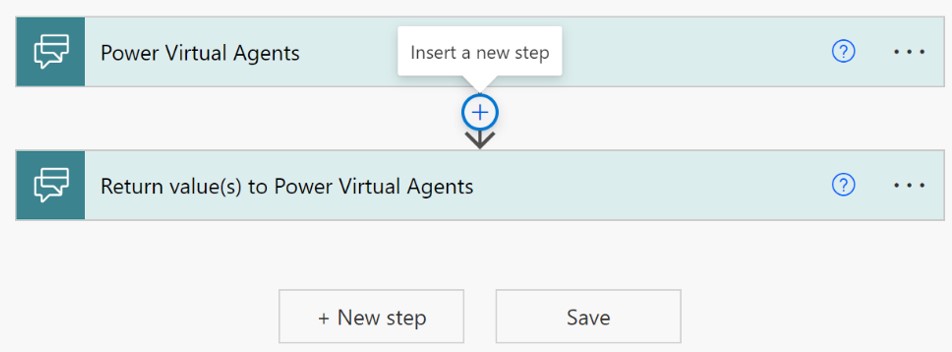 Power Virtual Agents
Insert a new step
Return value(s) to Power Virtual Agents
+ New step
Save